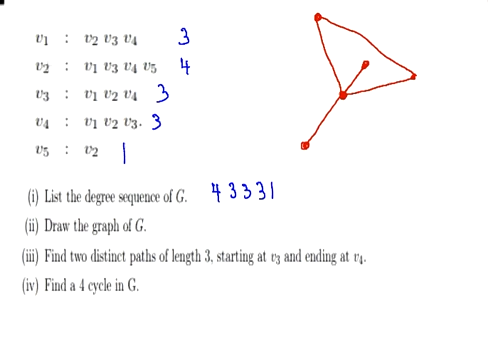 v1 : v2 v3 v4 3
v2 : v1 v3 v4 v5 4
v3 : v1 v2 v4 3
v4 : v1 v2 v3. 3
v5 : v2 1
(i) List the degree sequence of G. 4 3 3 3 1
(ii) Draw the graph of G.
(iii) Find two distinct paths of length 3, starting at v3 and ending at v4.
(iv) Find a 4 cycle in G.